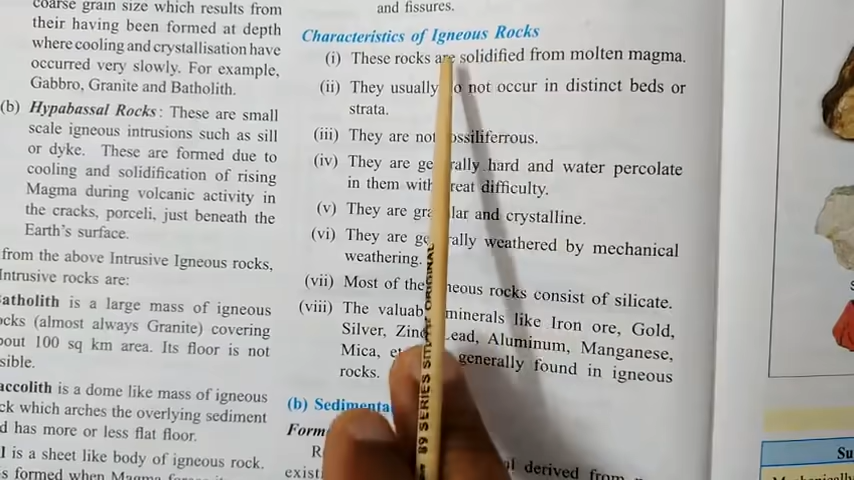 coarse grain size which results from
their having been formed at depth
where cooling and crystallisation have
occurred very slowly. For example,
Gabbro, Granite and Batholith.
(b) Hypabassal Rocks: These are small
scale igneous intrusions such as sill
or dyke. These are formed due to
cooling and solidification of rising
Magma during volcanic activity in
the cracks, porceli, just beneath the
Earth's surface.
from the above Intrusive Igneous rocks,
Intrusive rocks are:
atholith is a large mass of igneous
ocks (almost always Granite) covering
bout 100 sq km area. Its floor is not
sible.
accolith is a dome like mass of igneous
ck which arches the overlying sediment
d has more or less flat floor.
l is a sheet like body of igneous rock.
s formed when Magma
and fissures.
Characteristics of Igneous Rocks
(i) These rocks are solidified from molten magma.
(ii) They usually do not occur in distinct beds or
strata.
(iii) They are not ossiliferrous.
(iv) They are ge rally hard and water percolate
in them with reat difficulty.
(v) They are gra lar and crystalline.
(vi) They are ge rally weathered by mechanical
weathering.
(vii) Most of the neous rocks consist of silicate.
(viii) The valuab minerals like Iron ore, Gold,
Silver, Zinc Lead, Aluminum, Manganese,
Mica, generally found in igneous
rocks.
(b) Sedimenta
Form
exist derived from
89 SERIES ORIGINAL
Su